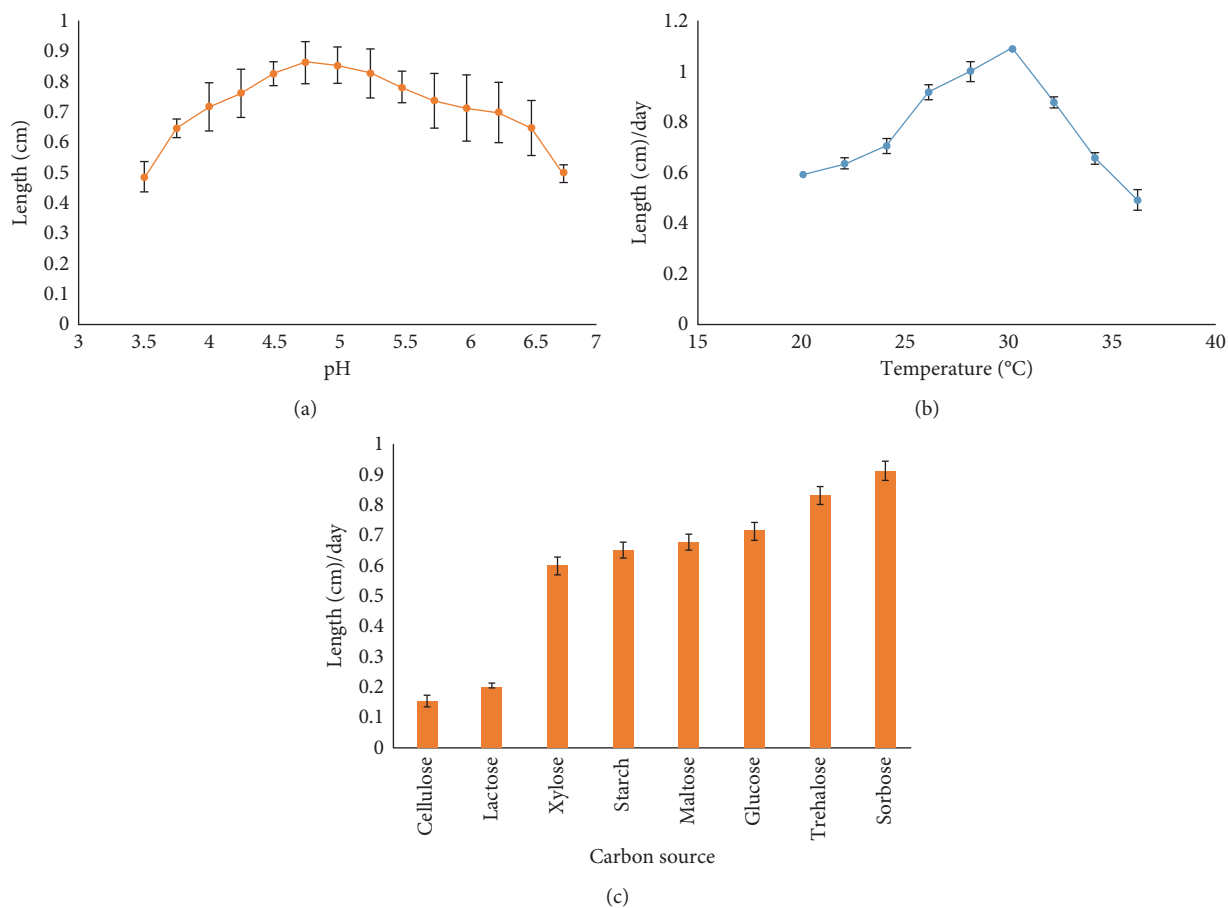 1
0.9
0.8
0.7
0.6
0.5
0.4
0.3
0.2
0.1
0
Length (cm)
3 3.5 4 4.5 5 5.5 6 6.5 7
pH
(a)
1.2
1
0.8
0.6
0.4
0.2
0
Length (cm)/day
15 20 25 30 35 40
Temperature (°C)
(b)
1
0.9
0.8
0.7
0.6
0.5
0.4
0.3
0.2
0.1
0
Length (cm)/day
Cellulose
Lactose
Xylose
Starch
Maltose
Glucose
Trehalose
Sorbose
Carbon source
(c)